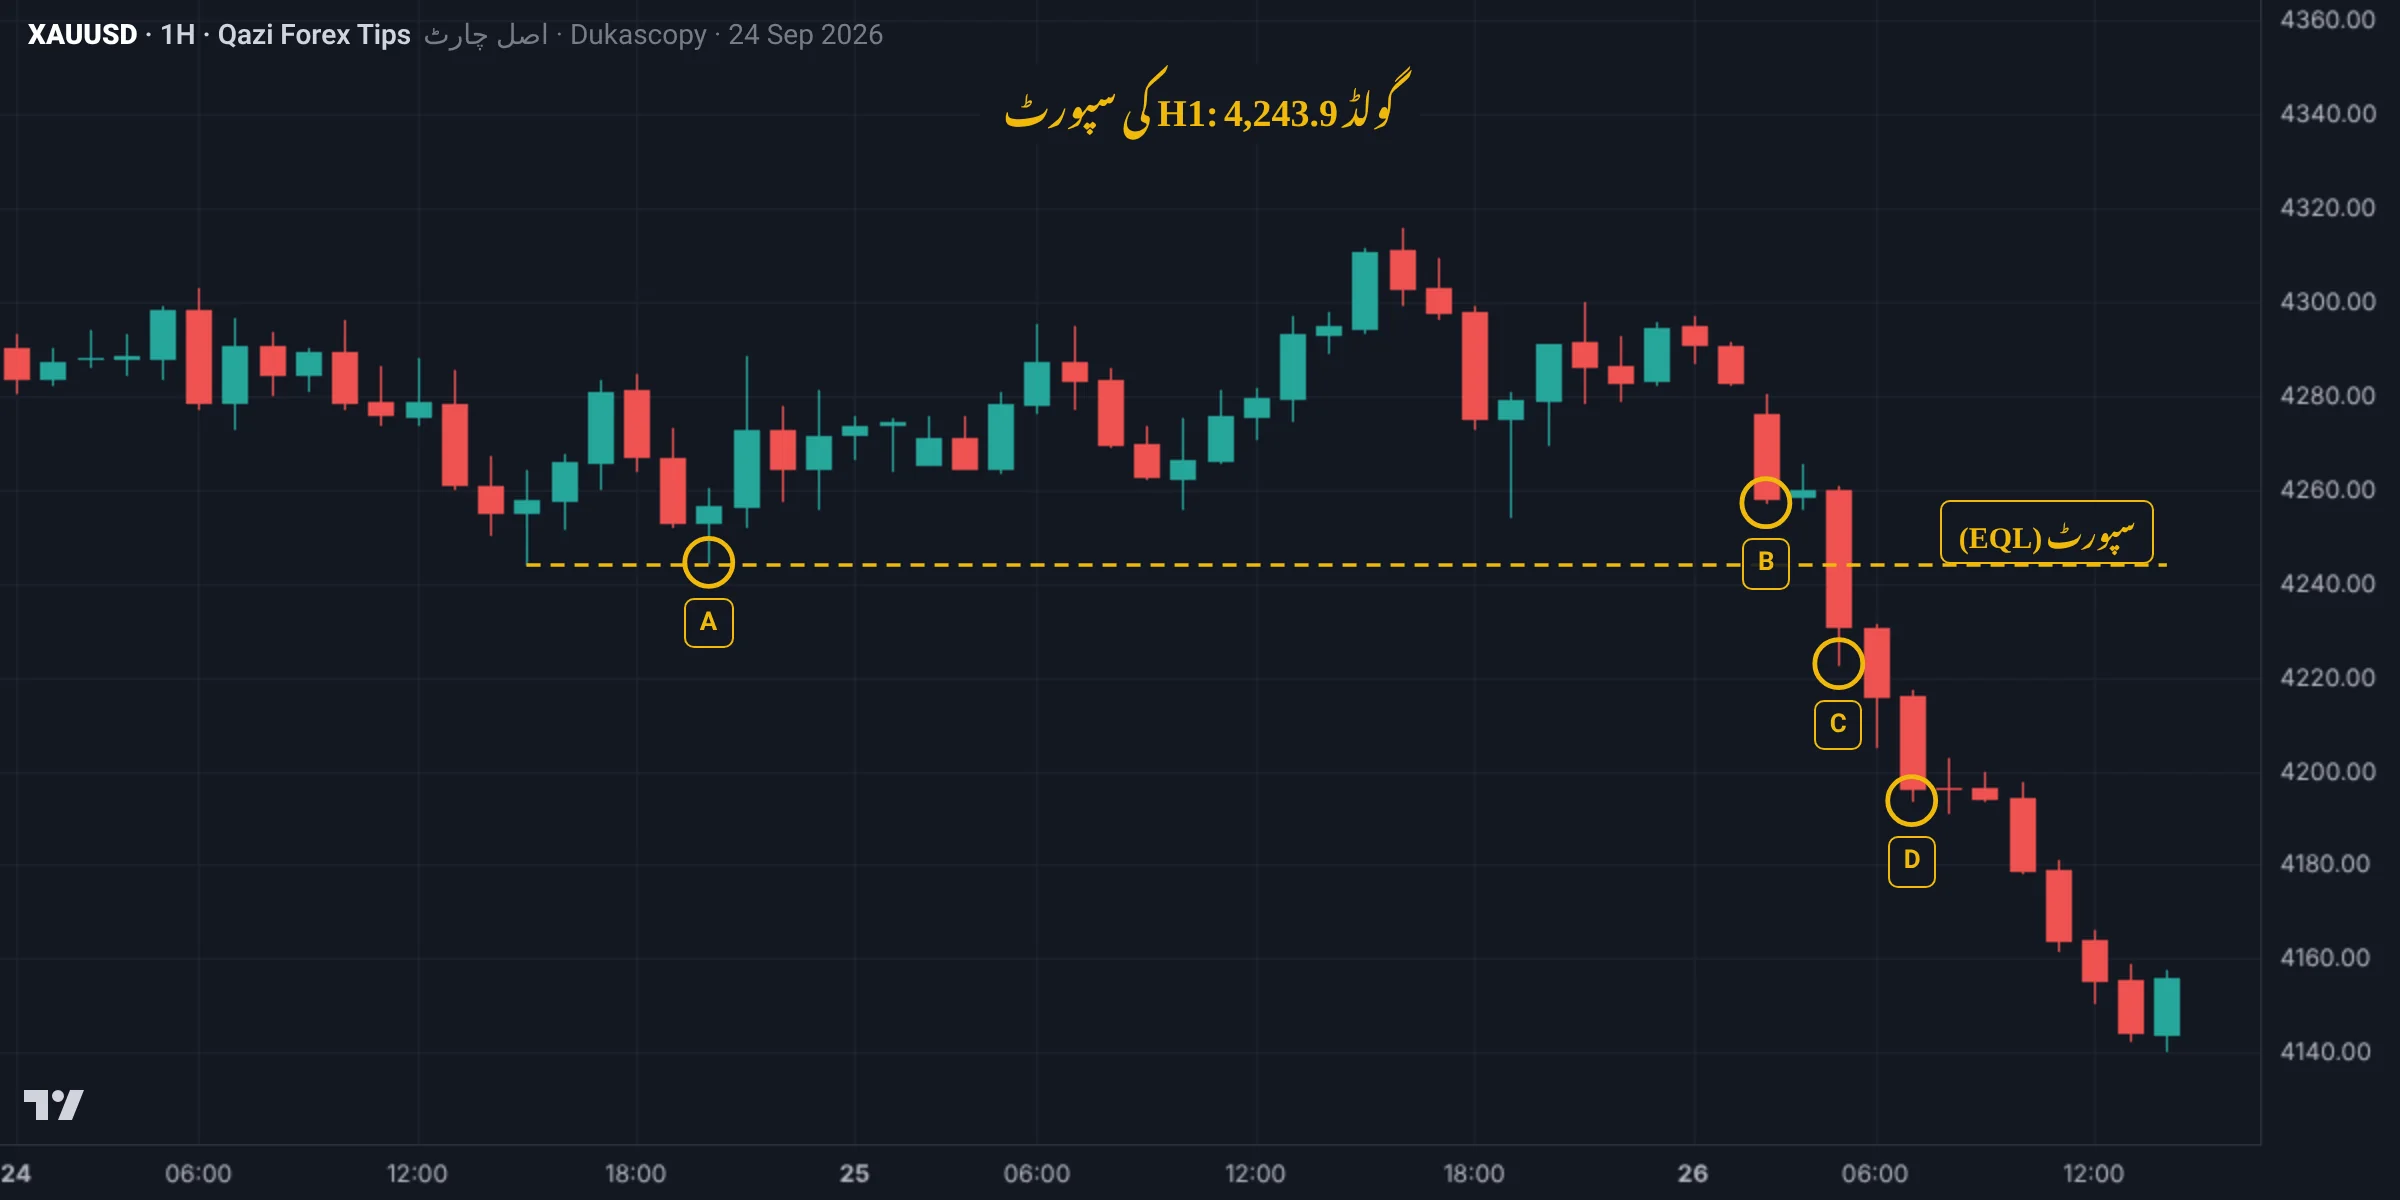 XAUUSD · 1H · Qazi Forex Tips اصل چارٹ · Dukascopy · 24 Sep 2026
گولڈ H1: 4,243.9 کی سپورٹ
4360.00
4340.00
4320.00
4300.00
4280.00
4260.00
سپورٹ (EQL)
B
4240.00
A
4220.00
C
4200.00
D
4180.00
4160.00
4140.00
24 06:00 12:00 18:00 25 06:00 12:00 18:00 26 06:00 12:00